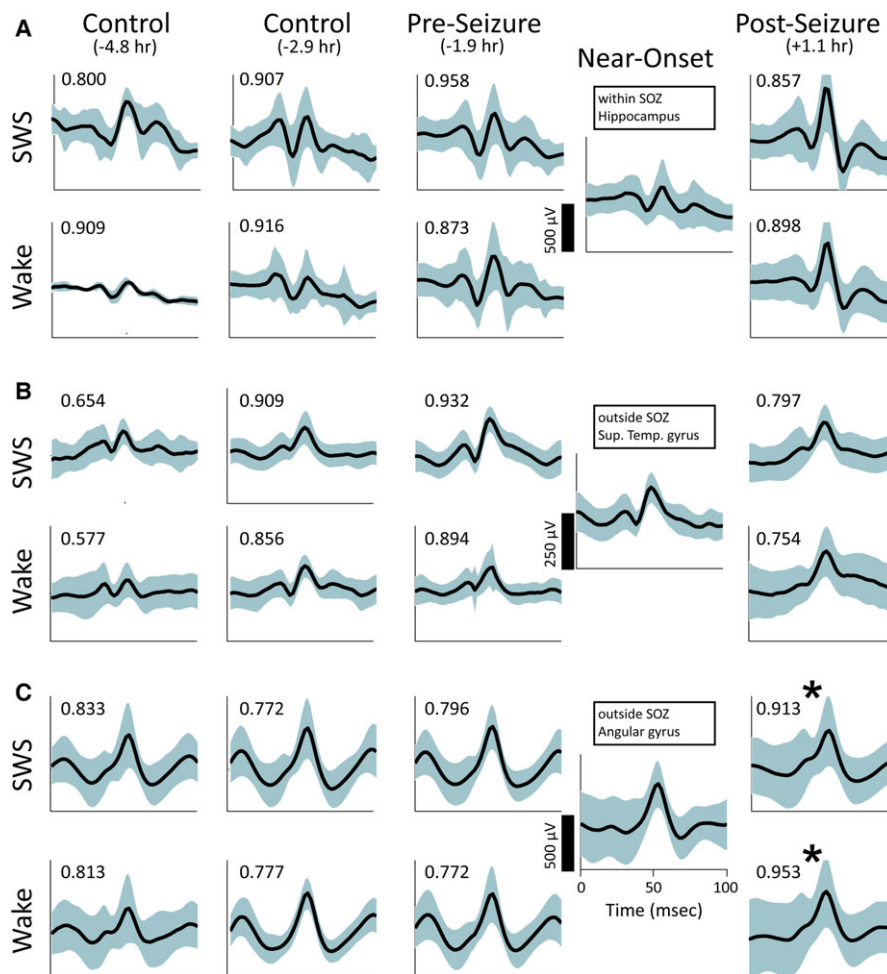 A
Control
(-4.8 hr)
Control
(-2.9 hr)
Pre-Seizure
(-1.9 hr)
Near-Onset
Post-Seizure
(+1.1 hr)
SWS
0.800
0.907
0.958
within SOZ
Hippocampus
0.857
Wake
0.909
0.916
0.873
500 µV
0.898
B
SWS
0.654
0.909
0.932
outside SOZ
Sup. Temp. gyrus
0.797
Wake
0.577
0.856
0.894
250 µV
0.754
C
SWS
0.833
0.772
0.796
outside SOZ
Angular gyrus
0.913 *
Wake
0.813
0.777
0.772
500 µV
0 50 100
Time (msec)
0.953 *